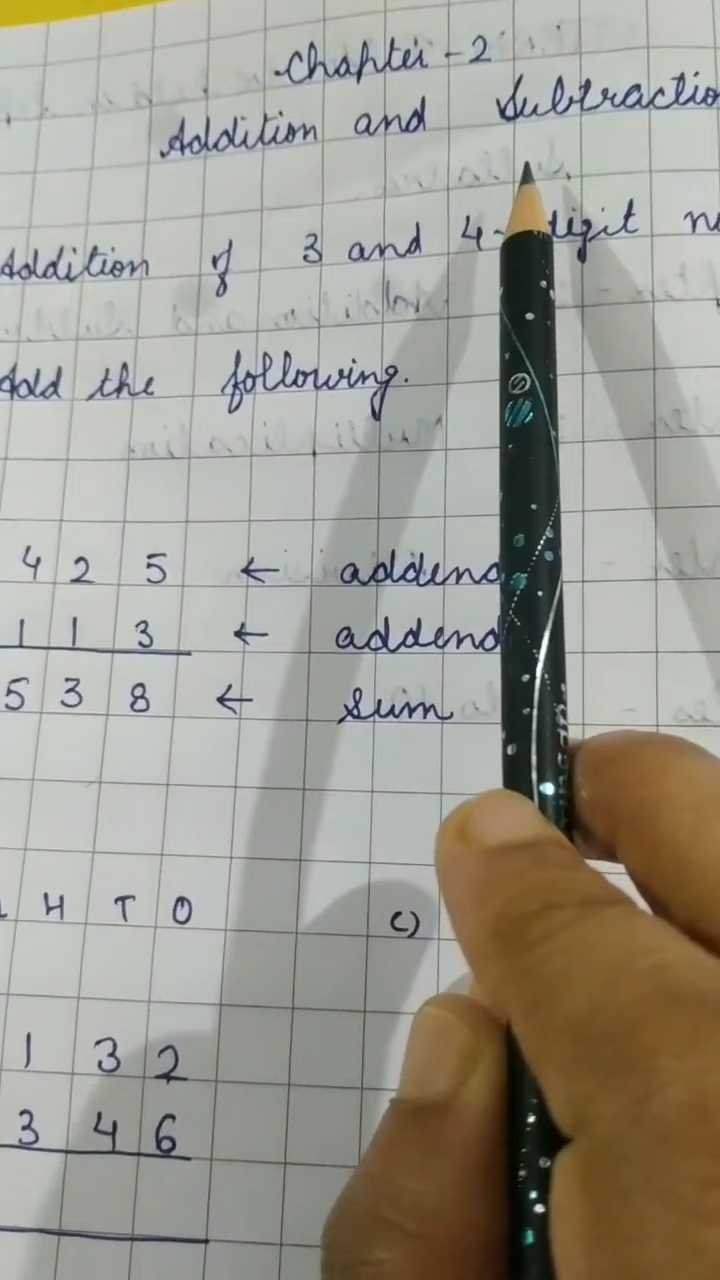 Chapter - 2
Addition and Subtractio
Addition of 3 and 4-digit n
Add the following.
4 2 5 ← addend
1 1 3 ← addend
5 3 8 ← sum
H T O C)
1 3 2
3 4 6